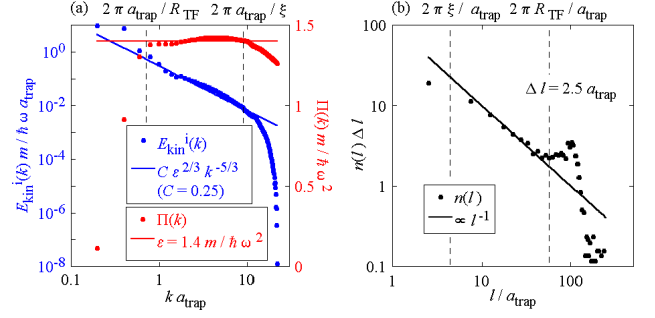 (a) 2 π a_trap / R_TF 2 π a_trap / ξ
10^0
10^-2
10^-4
10^-6
10^-8
E_kin^i(k) m / ħ ω a_trap
1.5
1
0.5
0
Π(k) m / ħ ω^2
E_kin^i(k)
C ε^2/3 k^-5/3
(C = 0.25)
Π(k)
ε = 1.4 m / ħ ω^2
1 10
k a_trap
(b) 2 π ξ / a_trap 2 π R_TF / a_trap
100
10
1
0.1
n(l) Δ l
Δ l = 2.5 a_trap
n(l)
∝ l^-1
1 10 100
l / a_trap